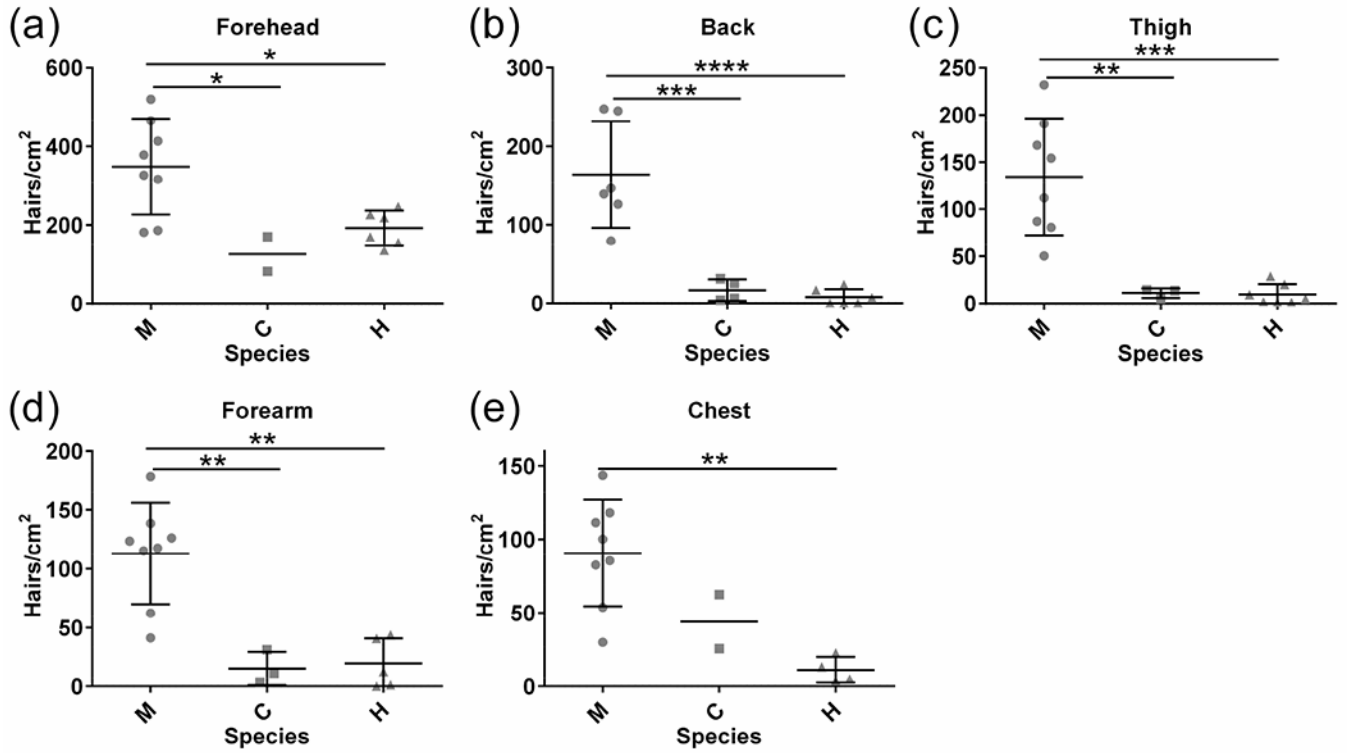 (a) Forehead
* 
*
600
400
200
0
Hairs/cm²
M C H
Species
(b) Back
****
***
300
200
100
0
Hairs/cm²
M C H
Species
(c) Thigh
***
**
250
200
150
100
50
0
Hairs/cm²
M C H
Species
(d) Forearm
**
**
200
150
100
50
0
Hairs/cm²
M C H
Species
(e) Chest
**
150
100
50
0
Hairs/cm²
M C H
Species